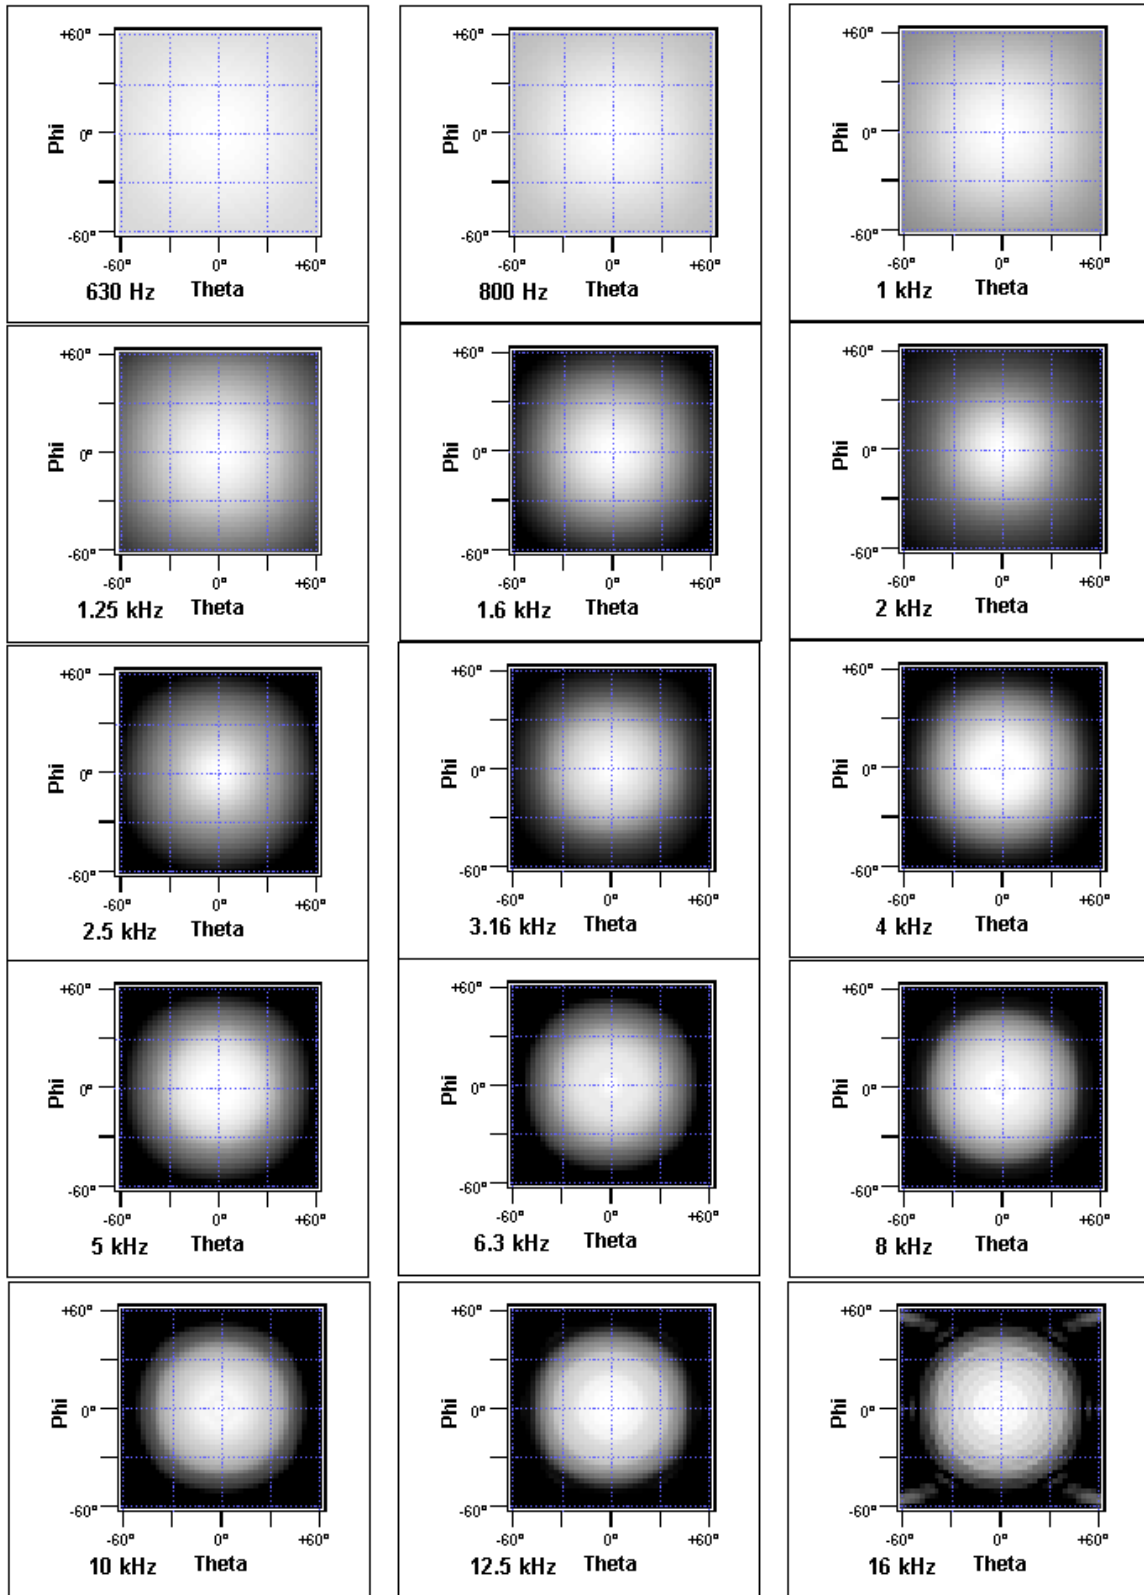 +60°
Phi
0°
-60°
-60° 0° +60°
630 Hz Theta
+60°
Phi
0°
-60°
-60° 0° +60°
800 Hz Theta
+60°
Phi
0°
-60°
-60° 0° +60°
1 kHz Theta
+60°
Phi
0°
-60°
-60° 0° +60°
1.25 kHz Theta
+60°
Phi
0°
-60°
-60° 0° +60°
1.6 kHz Theta
+60°
Phi
0°
-60°
-60° 0° +60°
2 kHz Theta
+60°
Phi
0°
-60°
-60° 0° +60°
2.5 kHz Theta
+60°
Phi
0°
-60°
-60° 0° +60°
3.16 kHz Theta
+60°
Phi
0°
-60°
-60° 0° +60°
4 kHz Theta
+60°
Phi
0°
-60°
-60° 0° +60°
5 kHz Theta
+60°
Phi
0°
-60°
-60° 0° +60°
6.3 kHz Theta
+60°
Phi
0°
-60°
-60° 0° +60°
8 kHz Theta
+60°
Phi
0°
-60°
-60° 0° +60°
10 kHz Theta
+60°
Phi
0°
-60°
-60° 0° +60°
12.5 kHz Theta
+60°
Phi
0°
-60°
-60° 0° +60°
16 kHz Theta